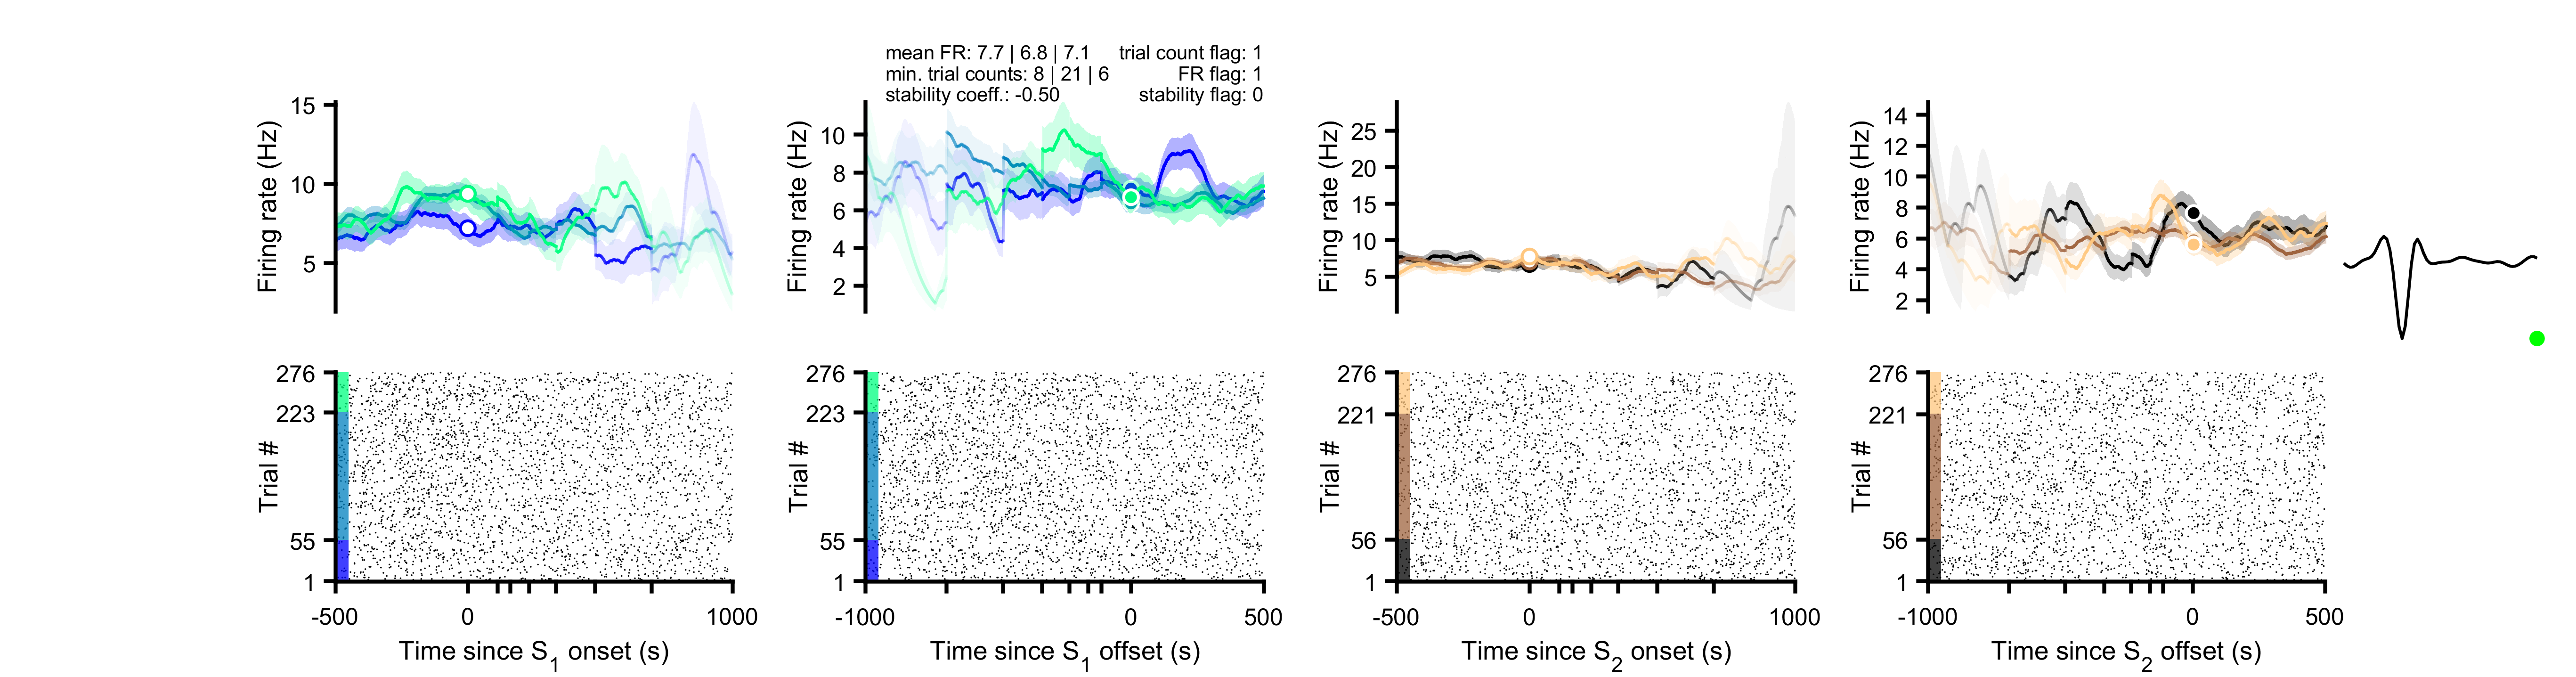 mean FR: 7.7 | 6.8 | 7.1 trial count flag: 1
min. trial counts: 8 | 21 | 6 FR flag: 1
stability coeff.: -0.50 stability flag: 0
15
10
5
Firing rate (Hz)
10
8
6
4
2
Firing rate (Hz)
25
20
15
10
5
Firing rate (Hz)
14
12
10
8
6
4
2
Firing rate (Hz)
276
223
55
1
Trial #
-500 0 1000
Time since S1 onset (s)
276
223
55
1
Trial #
-1000 0 500
Time since S1 offset (s)
276
221
56
1
Trial #
-500 0 1000
Time since S2 onset (s)
276
221
56
1
Trial #
-1000 0 500
Time since S2 offset (s)